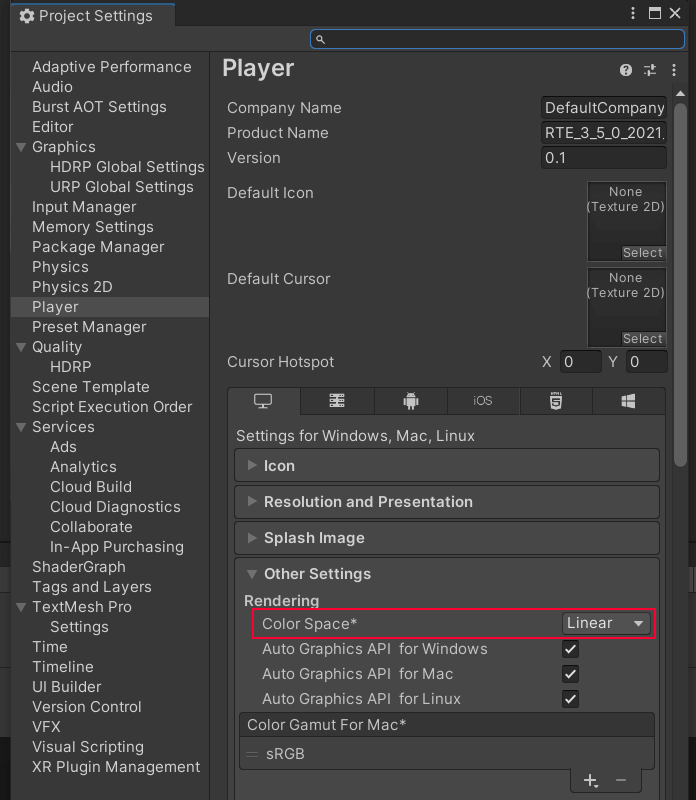 Project Settings
Adaptive Performance
Audio
Burst AOT Settings
Editor
Graphics
HDRP Global Settings
URP Global Settings
Input Manager
Memory Settings
Package Manager
Physics
Physics 2D
Player
Preset Manager
Quality
HDRP
Scene Template
Script Execution Order
Services
Ads
Analytics
Cloud Build
Cloud Diagnostics
Collaborate
In-App Purchasing
ShaderGraph
Tags and Layers
TextMesh Pro
Settings
Time
Timeline
UI Builder
Version Control
VFX
Visual Scripting
XR Plugin Management
Player
Company Name DefaultCompany
Product Name RTE_3_5_0_2021_
Version 0.1
Default Icon
None
(Texture 2D)
Select
Default Cursor
None
(Texture 2D)
Select
Cursor Hotspot X 0 Y 0
iOS
Settings for Windows, Mac, Linux
Icon
Resolution and Presentation
Splash Image
Other Settings
Rendering
Color Space* Linear
Auto Graphics API for Windows
Auto Graphics API for Mac
Auto Graphics API for Linux
Color Gamut For Mac*
sRGB